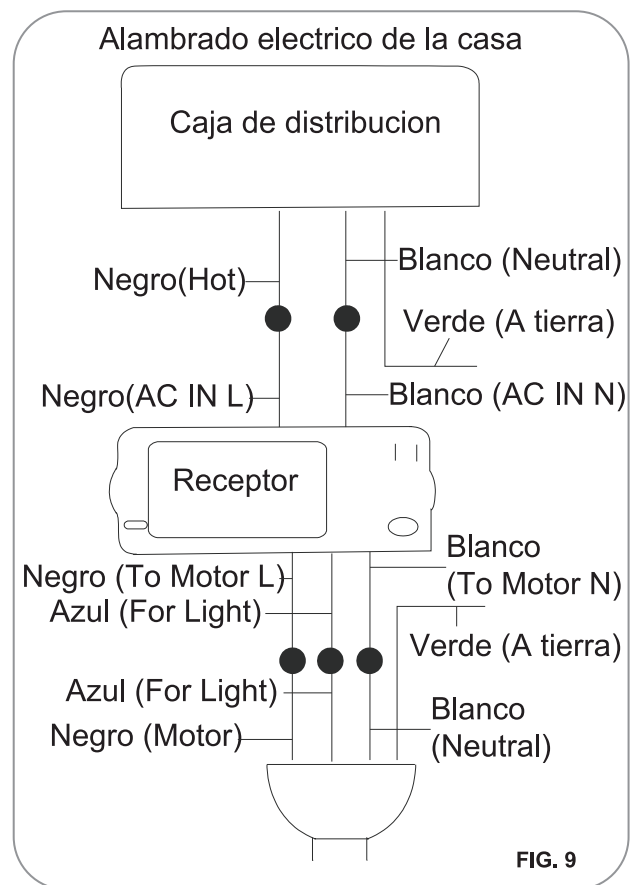 Alambrado electrico de la casa
Caja de distribucion
Negro(Hot)
Blanco (Neutral)
Verde (A tierra)
Negro(AC IN L)
Blanco (AC IN N)
Receptor
Negro (To Motor L)
Blanco
(To Motor N)
Azul (For Light)
Verde (A tierra)
Azul (For Light)
Negro (Motor)
Blanco
(Neutral)
FIG. 9